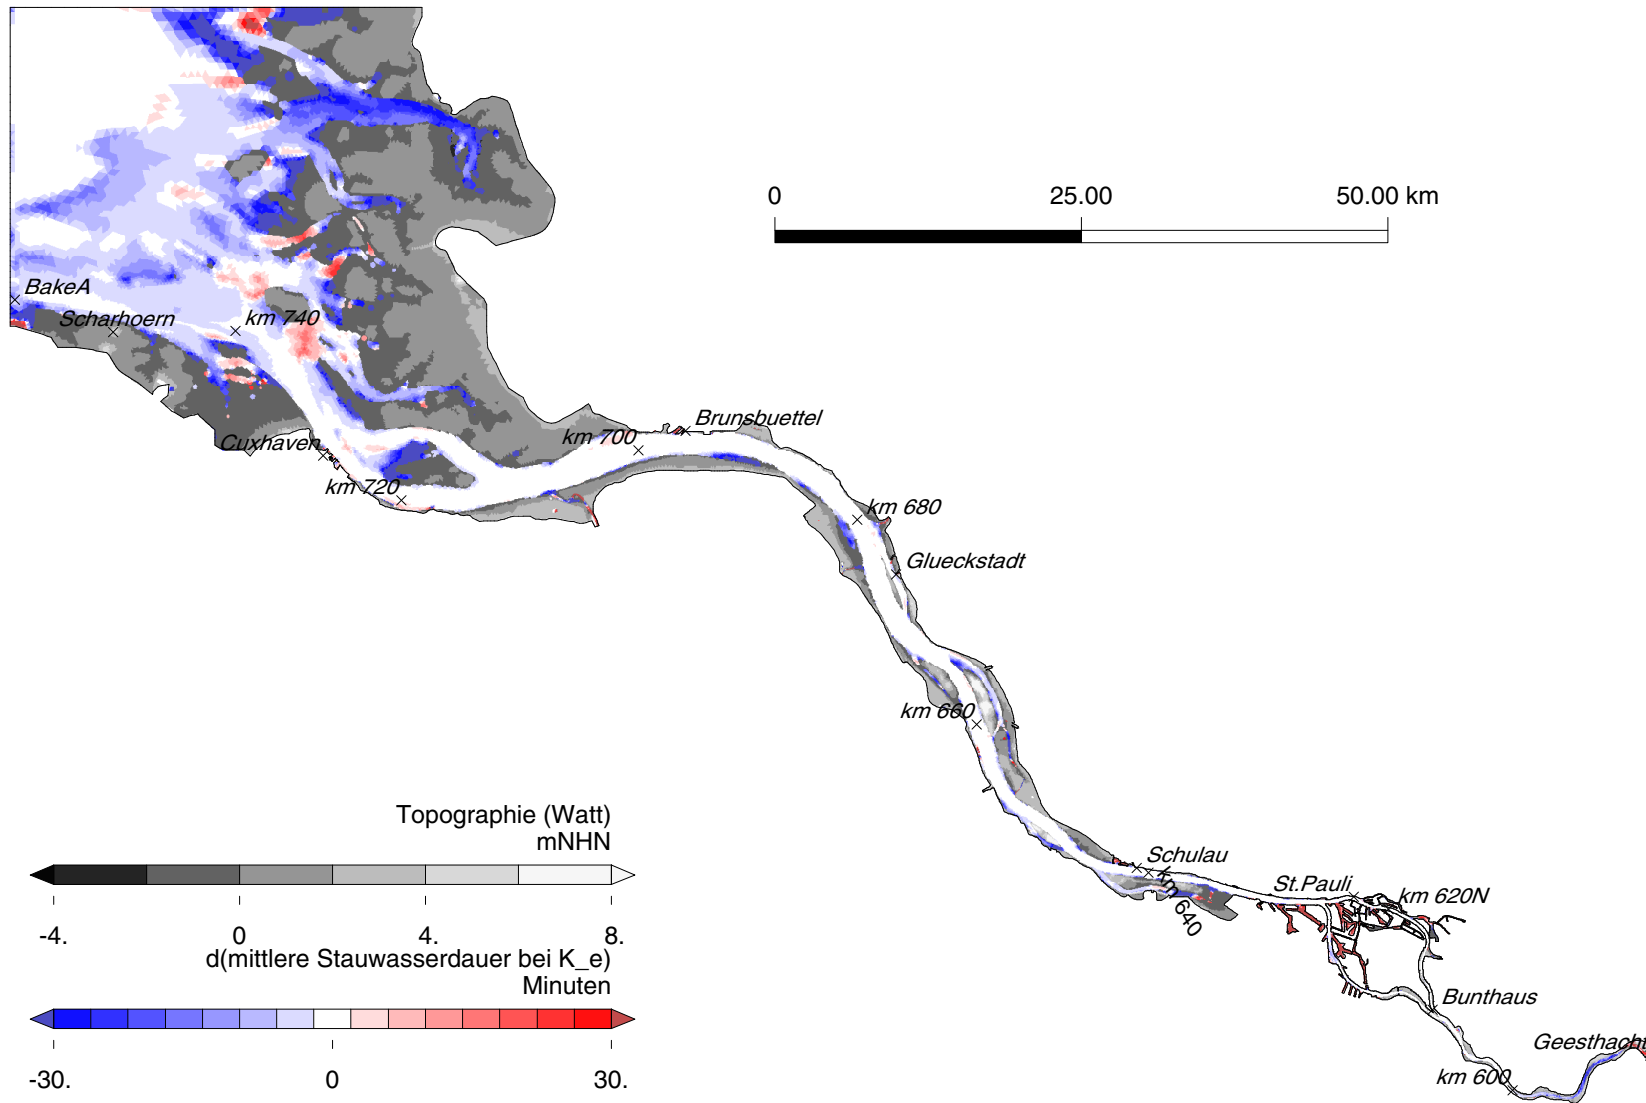 0 25.00 50.00 km
BakeA
Scharhoern
km 740
Cuxhaven
km 720
km 700
Brunsbuettel
km 680
Glueckstadt
km 660
Schulau
km 640
St.Pauli
km 620N
Bunthaus
Geesthacht
km 600
Topographie (Watt)
mNHN
-4. 0 4. 8.
d(mittlere Stauwasserdauer bei K_e)
Minuten
-30. 0 30.